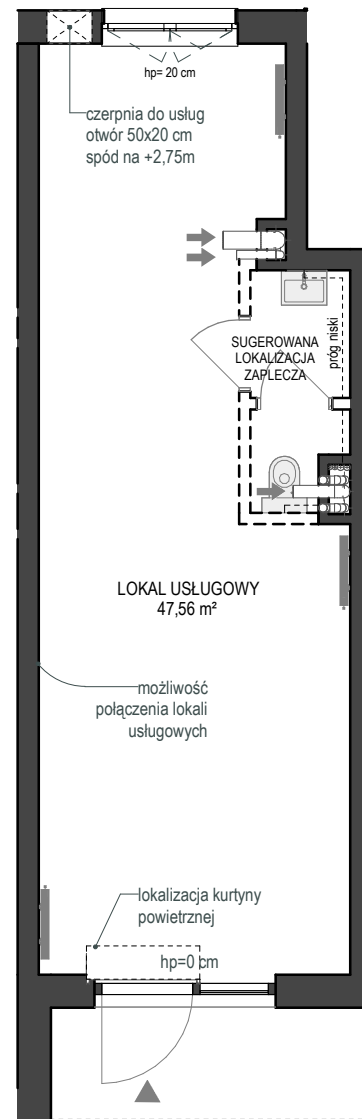 hp= 20 cm
czerpnia do usług
otwór 50x20 cm
spód na +2,75m
SUGEROWANA
LOKALIZACJA
ZAPLECZA
próg niski
LOKAL USŁUGOWY
47,56 m²
możliwość
połączenia lokali
usługowych
lokalizacja kurtyny
powietrznej
hp=0 cm